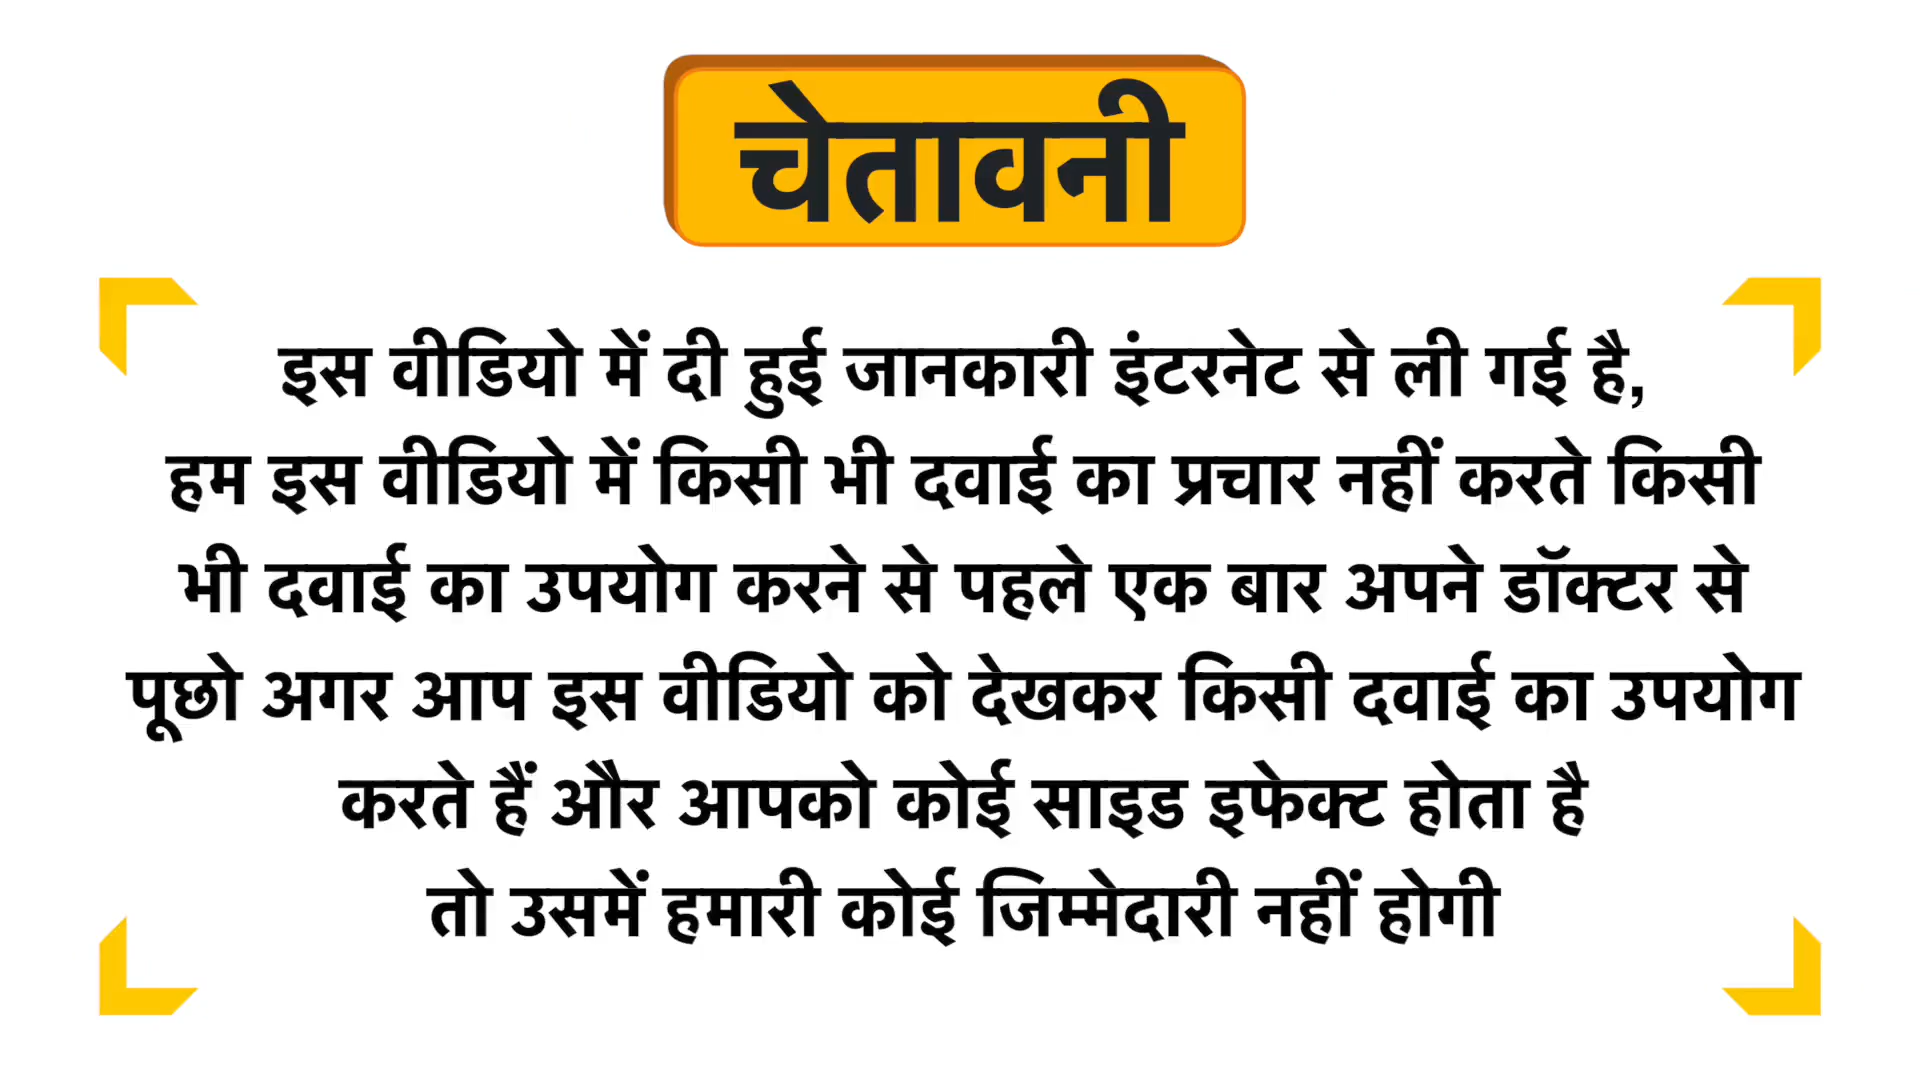 चेतावनी
इस वीडियो में दी हुई जानकारी इंटरनेट से ली गई है,
हम इस वीडियो में किसी भी दवाई का प्रचार नहीं करते किसी
भी दवाई का उपयोग करने से पहले एक बार अपने डॉक्टर से
पूछो अगर आप इस वीडियो को देखकर किसी दवाई का उपयोग
करते हैं और आपको कोई साइड इफेक्ट होता है
तो उसमें हमारी कोई जिम्मेदारी नहीं होगी